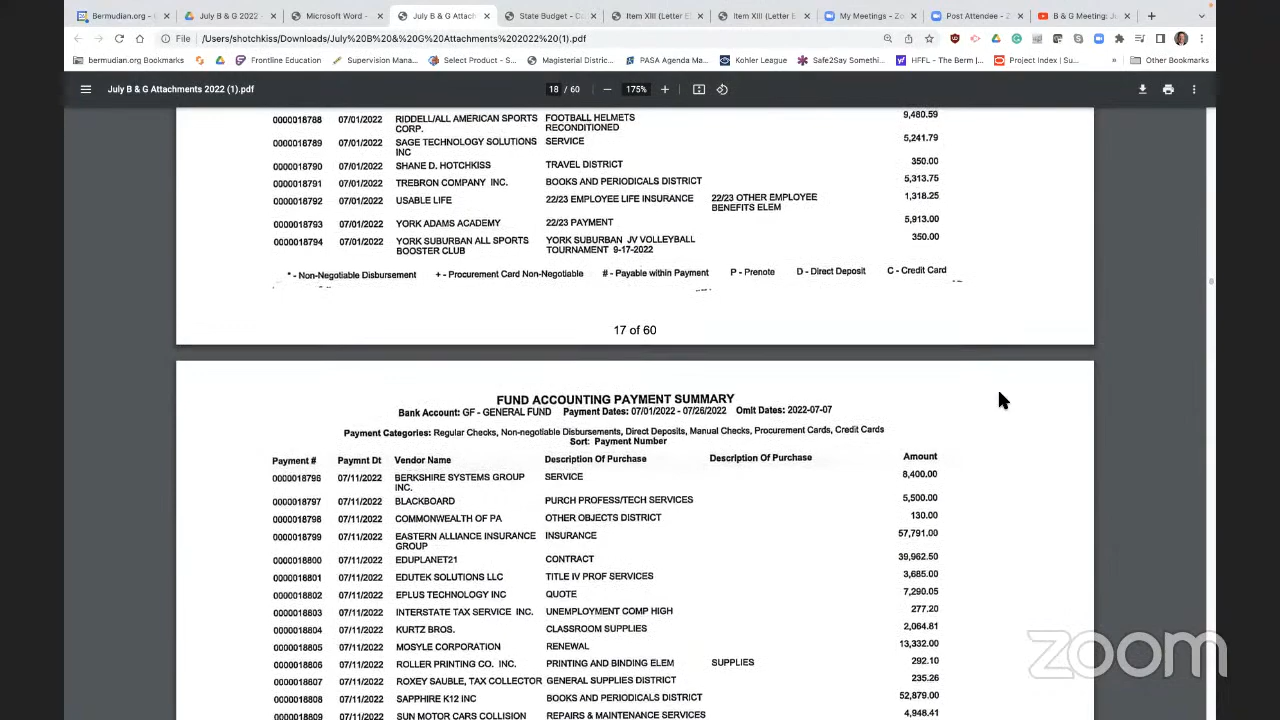 Bermudian.org -
July B & G 2022 -
Microsoft Word -
July B & G Attach
State Budget - Co
Item XIII (Letter E
Item XIII (Letter E
My Meetings - Zo
Post Attendee - Z
B & G Meeting: Ju
File /Users/shotchkiss/Downloads/July%20B%20&%20G%20Attachments%202022%20(1).pdf
bermudian.org Bookmarks
Frontline Education
Supervision Mana...
Select Product - S...
Magisterial Distric...
PASA Agenda Ma...
Kohler League
Safe2Say Somethi...
HFFL - The Berm |...
Project Index | Su...
»
Other Bookmarks
July B & G Attachments 2022 (1).pdf
18 / 60
175%
0000018788 07/01/2022 RIDDELL/ALL AMERICAN SPORTS FOOTBALL HELMETS 9,480.59
CORP. RECONDITIONED
0000018789 07/01/2022 SAGE TECHNOLOGY SOLUTIONS SERVICE 5,241.79
INC
0000018790 07/01/2022 SHANE D. HOTCHKISS TRAVEL DISTRICT 350.00
0000018791 07/01/2022 TREBRON COMPANY INC. BOOKS AND PERIODICALS DISTRICT 5,313.75
0000018792 07/01/2022 USABLE LIFE 22/23 EMPLOYEE LIFE INSURANCE 22/23 OTHER EMPLOYEE 1,318.25
BENEFITS ELEM
0000018793 07/01/2022 YORK ADAMS ACADEMY 22/23 PAYMENT 5,913.00
0000018794 07/01/2022 YORK SUBURBAN ALL SPORTS YORK SUBURBAN JV VOLLEYBALL 350.00
BOOSTER CLUB TOURNAMENT 9-17-2022
* - Non-Negotiable Disbursement + - Procurement Card Non-Negotiable # - Payable within Payment P - Prenote D - Direct Deposit C - Credit Card
17 of 60
FUND ACCOUNTING PAYMENT SUMMARY
Bank Account: GF - GENERAL FUND Payment Dates: 07/01/2022 - 07/26/2022 Omit Dates: 2022-07-07
Payment Categories: Regular Checks, Non-negotiable Disbursements, Direct Deposits, Manual Checks, Procurement Cards, Credit Cards
Sort: Payment Number
Payment # Paymnt Dt Vendor Name Description Of Purchase Description Of Purchase Amount
0000018796 07/11/2022 BERKSHIRE SYSTEMS GROUP SERVICE 8,400.00
INC.
0000018797 07/11/2022 BLACKBOARD PURCH PROFESS/TECH SERVICES 5,500.00
0000018798 07/11/2022 COMMONWEALTH OF PA OTHER OBJECTS DISTRICT 130.00
0000018799 07/11/2022 EASTERN ALLIANCE INSURANCE INSURANCE 57,791.00
GROUP
0000018800 07/11/2022 EDUPLANET21 CONTRACT 39,962.50
0000018801 07/11/2022 EDUTEK SOLUTIONS LLC TITLE IV PROF SERVICES 3,685.00
0000018802 07/11/2022 EPLUS TECHNOLOGY INC QUOTE 7,290.05
0000018803 07/11/2022 INTERSTATE TAX SERVICE INC. UNEMPLOYMENT COMP HIGH 277.20
0000018804 07/11/2022 KURTZ BROS. CLASSROOM SUPPLIES 2,064.81
0000018805 07/11/2022 MOSYLE CORPORATION RENEWAL 13,332.00
0000018806 07/11/2022 ROLLER PRINTING CO. INC. PRINTING AND BINDING ELEM SUPPLIES 292.10
0000018807 07/11/2022 ROXEY SAUBLE, TAX COLLECTOR GENERAL SUPPLIES DISTRICT 235.26
0000018808 07/11/2022 SAPPHIRE K12 INC BOOKS AND PERIODICALS DISTRICT 52,879.00
0000018809 07/11/2022 SUN MOTOR CARS COLLISION REPAIRS & MAINTENANCE SERVICES 4,948.41
zoom